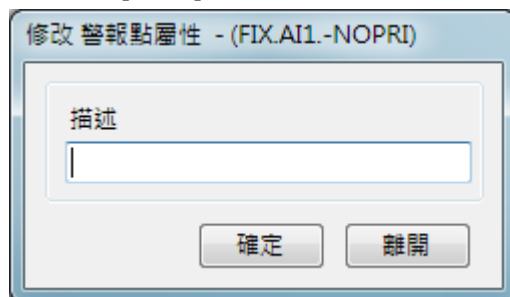 修改 警報點屬性 - (FIX.AI1.-NOPRI)
描述
確定 離開